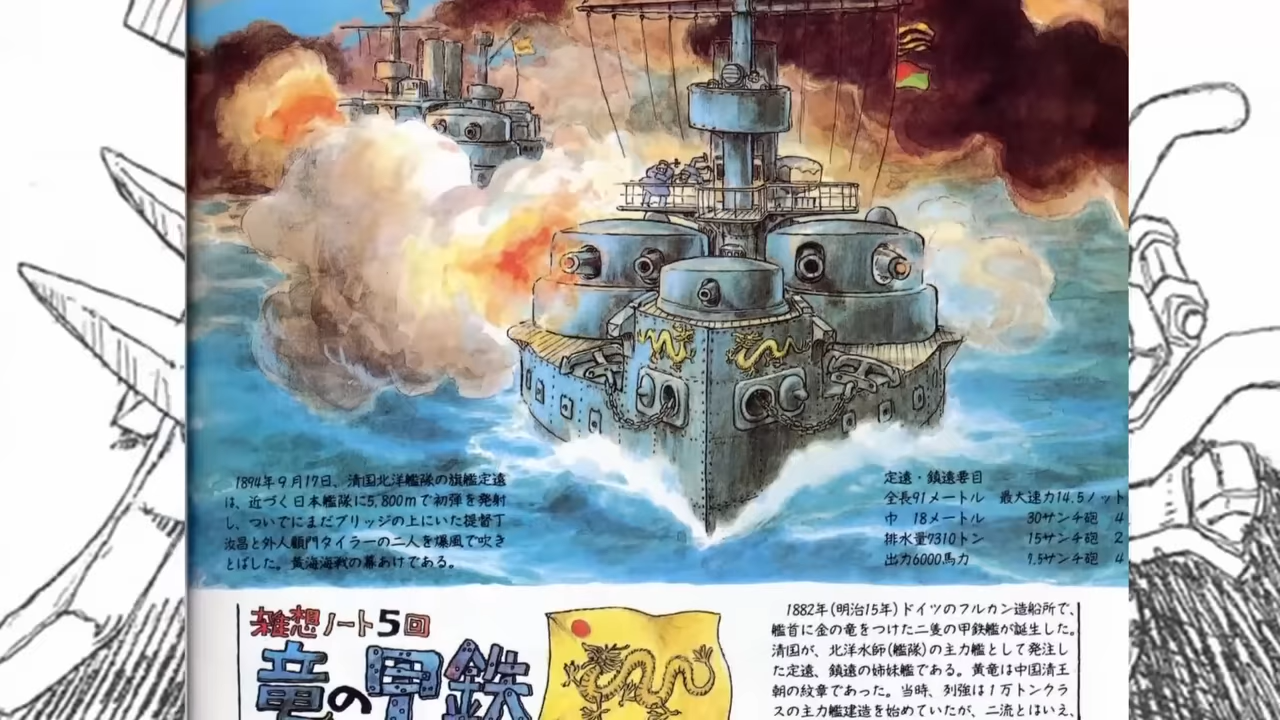 1894年9月17日、清国北洋艦隊の旗艦定遠
は、近づく日本艦隊に5,800mで初弾を発射
し、ついでにまだブリッジの上にいた提督丁
汝昌と外人顧問タイラーの二人を爆風で吹き
とばした。黄海海戦の幕あけである。
定遠・鎮遠要目
全長91メートル 最大速力14.5ノット
巾 18メートル 30サンチ砲 4
排水量7310トン 15サンチ砲 2
出力6000馬力 7.5サンチ砲 4
雑想ノート5回
竜の甲鉄
1882年(明治15年)ドイツのフルカン造船所で、
艦首に金の竜をつけた二隻の甲鉄艦が誕生した。
清国が、北洋水師(艦隊)の主力艦として発注し
た定遠、鎮遠の姉妹艦である。黄竜は中国清王
朝の紋章であった。当時、列強は1万トンクラ
スの主力艦建造を始めていたが、二流とはいえ、